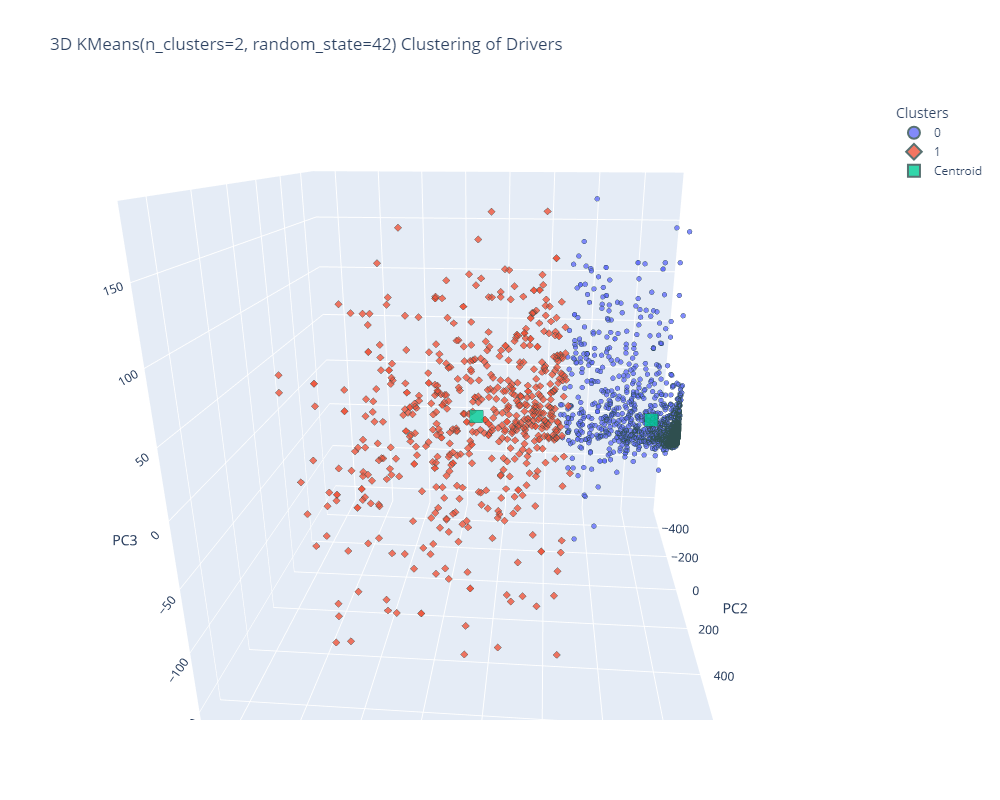 3D KMeans(n_clusters=2, random_state=42) Clustering of Drivers
Clusters
0
1
Centroid
150
100
50
0
PC3
−50
−100
−400
−200
0
PC2
200
400